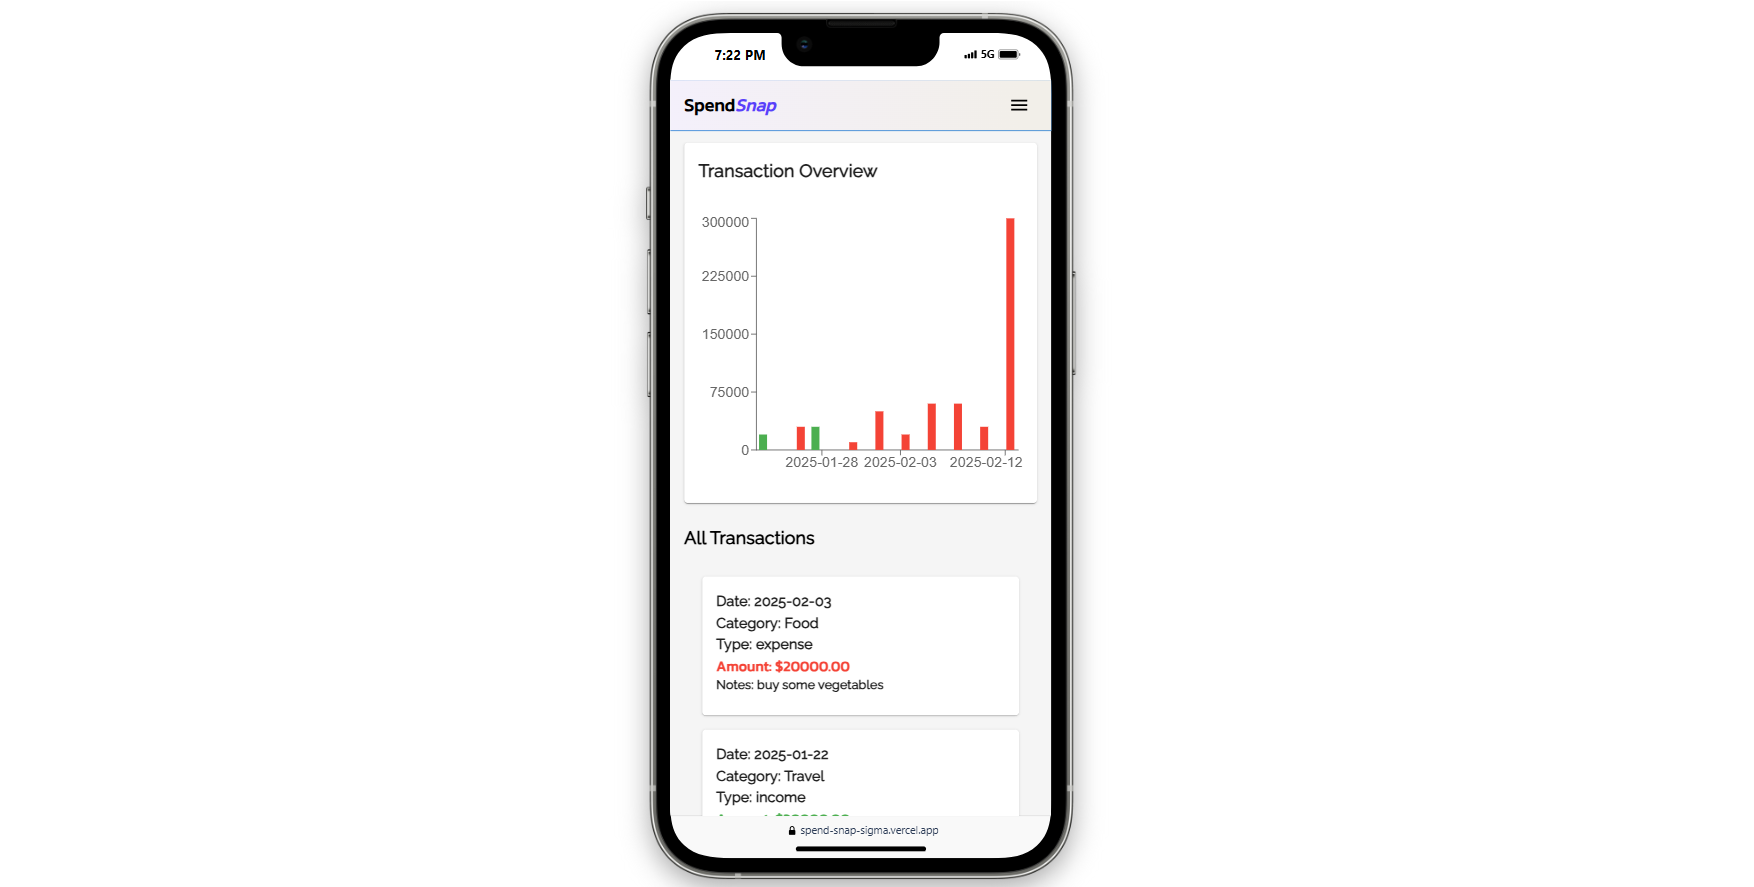 7:22 PM
5G
SpendSnap
Transaction Overview
300000
225000
150000
75000
0
2025-01-28 2025-02-03 2025-02-12
All Transactions
Date: 2025-02-03
Category: Food
Type: expense
Amount: $20000.00
Notes: buy some vegetables
Date: 2025-01-22
Category: Travel
Type: income
spend-snap-sigma.vercel.app